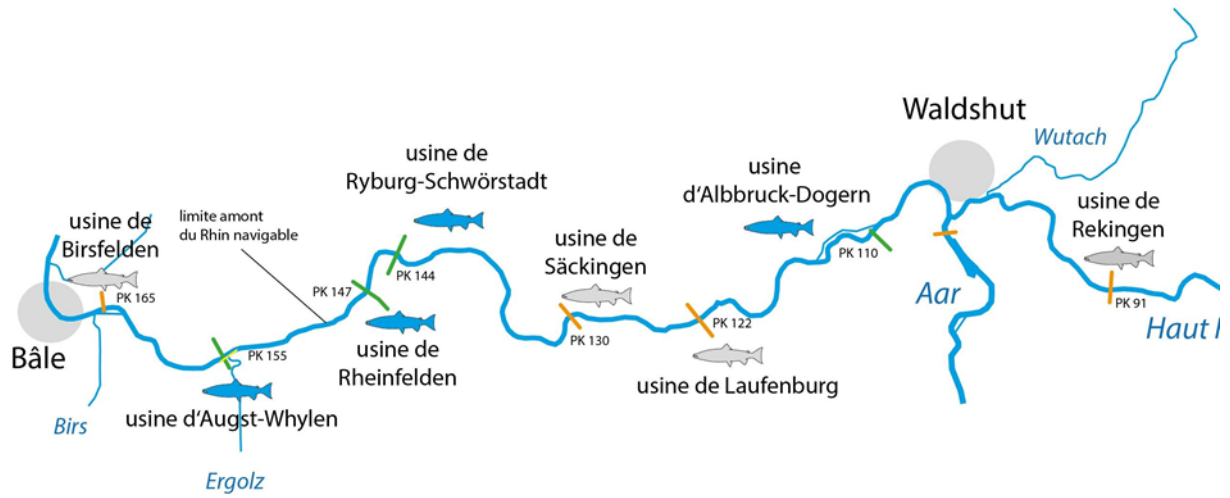 Waldshut
Wutach
usine de
Ryburg-Schwörstadt
usine
d'Albbruck-Dogern
usine de
Rekingen
limite amont
du Rhin navigable
usine de
Birsfelden
usine de
Säckingen
PK 165
PK 144
PK 147
PK 110
PK 91
Aar
Haut
PK 122
PK 130
Bâle
PK 155
usine de
Rheinfelden
usine de Laufenburg
usine d'Augst-Whylen
Birs
Ergolz